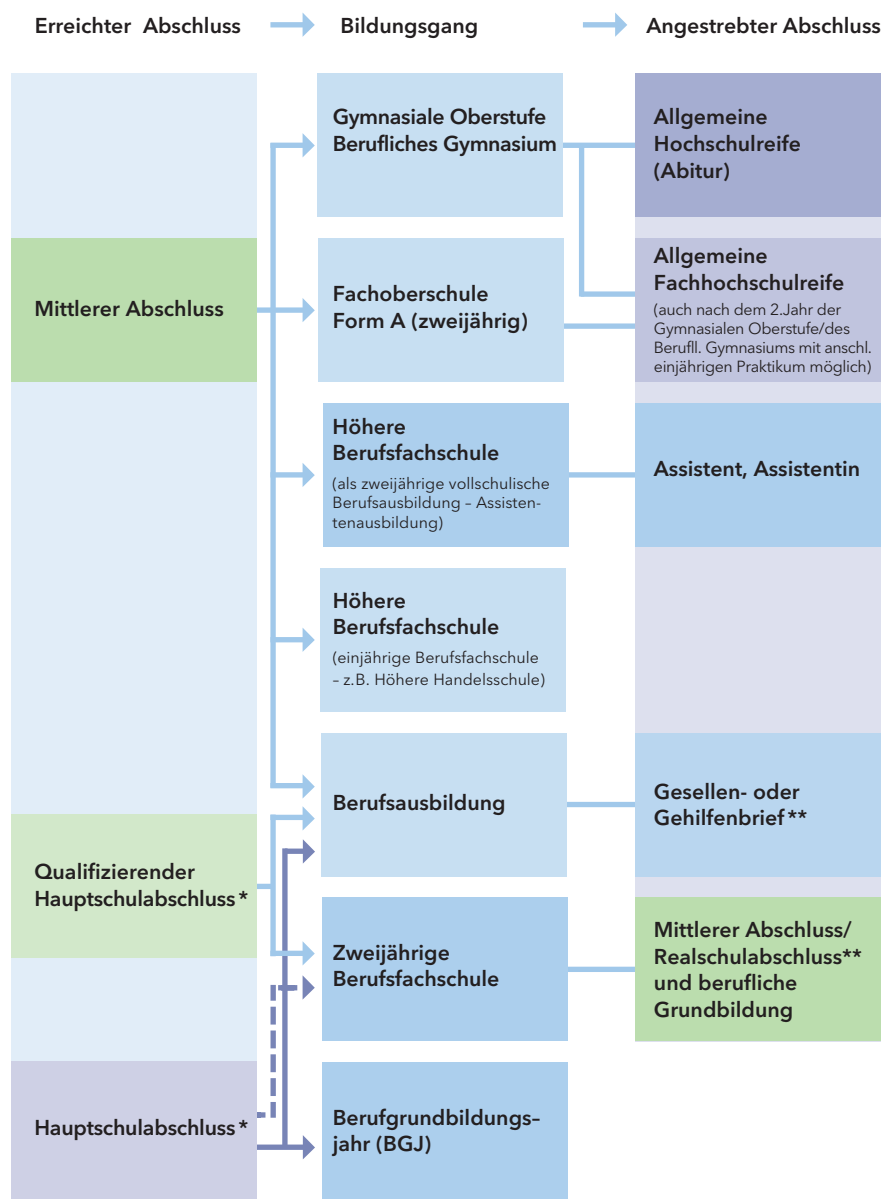 Erreichter Abschluss
Bildungsgang
Angestrebter Abschluss
Gymnasiale Oberstufe
Berufliches Gymnasium
Allgemeine
Hochschulreife
(Abitur)
Mittlerer Abschluss
Fachoberschule
Form A (zweijährig)
Allgemeine
Fachhochschulreife
(auch nach dem 2.Jahr der
Gymnasialen Oberstufe/des
Berufll. Gymnasiums mit anschl.
einjährigen Praktikum möglich)
Höhere
Berufsfachschule
(als zweijährige vollschulische
Berufsausbildung – Assisten-
tenausbildung)
Assistent, Assistentin
Höhere
Berufsfachschule
(einjährige Berufsfachschule
– z.B. Höhere Handelsschule)
Berufsausbildung
Gesellen- oder
Gehilfenbrief**
Qualifizierender
Hauptschulabschluss*
Zweijährige
Berufsfachschule
Mittlerer Abschluss/
Realschulabschluss**
und berufliche
Grundbildung
Hauptschulabschluss*
Berufgrundbildungs-
jahr (BGJ)